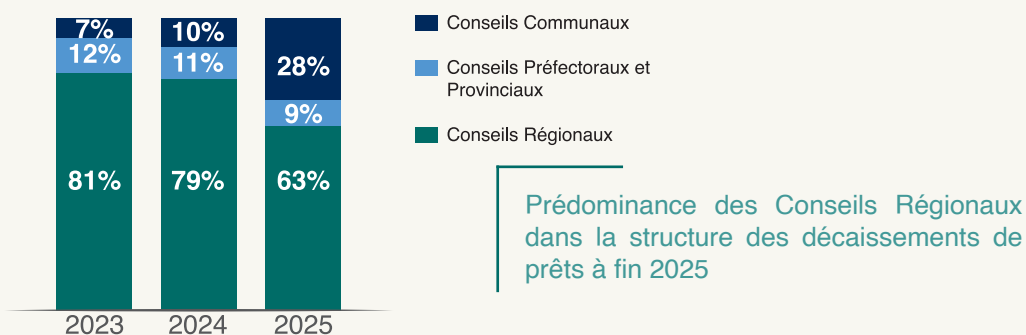 7%
12%
81%
10%
11%
79%
28%
9%
63%
2023
2024
2025
Conseils Communaux
Conseils Préfectoraux et
Provinciaux
Conseils Régionaux
Prédominance des Conseils Régionaux
dans la structure des décaissements de
prêts à fin 2025